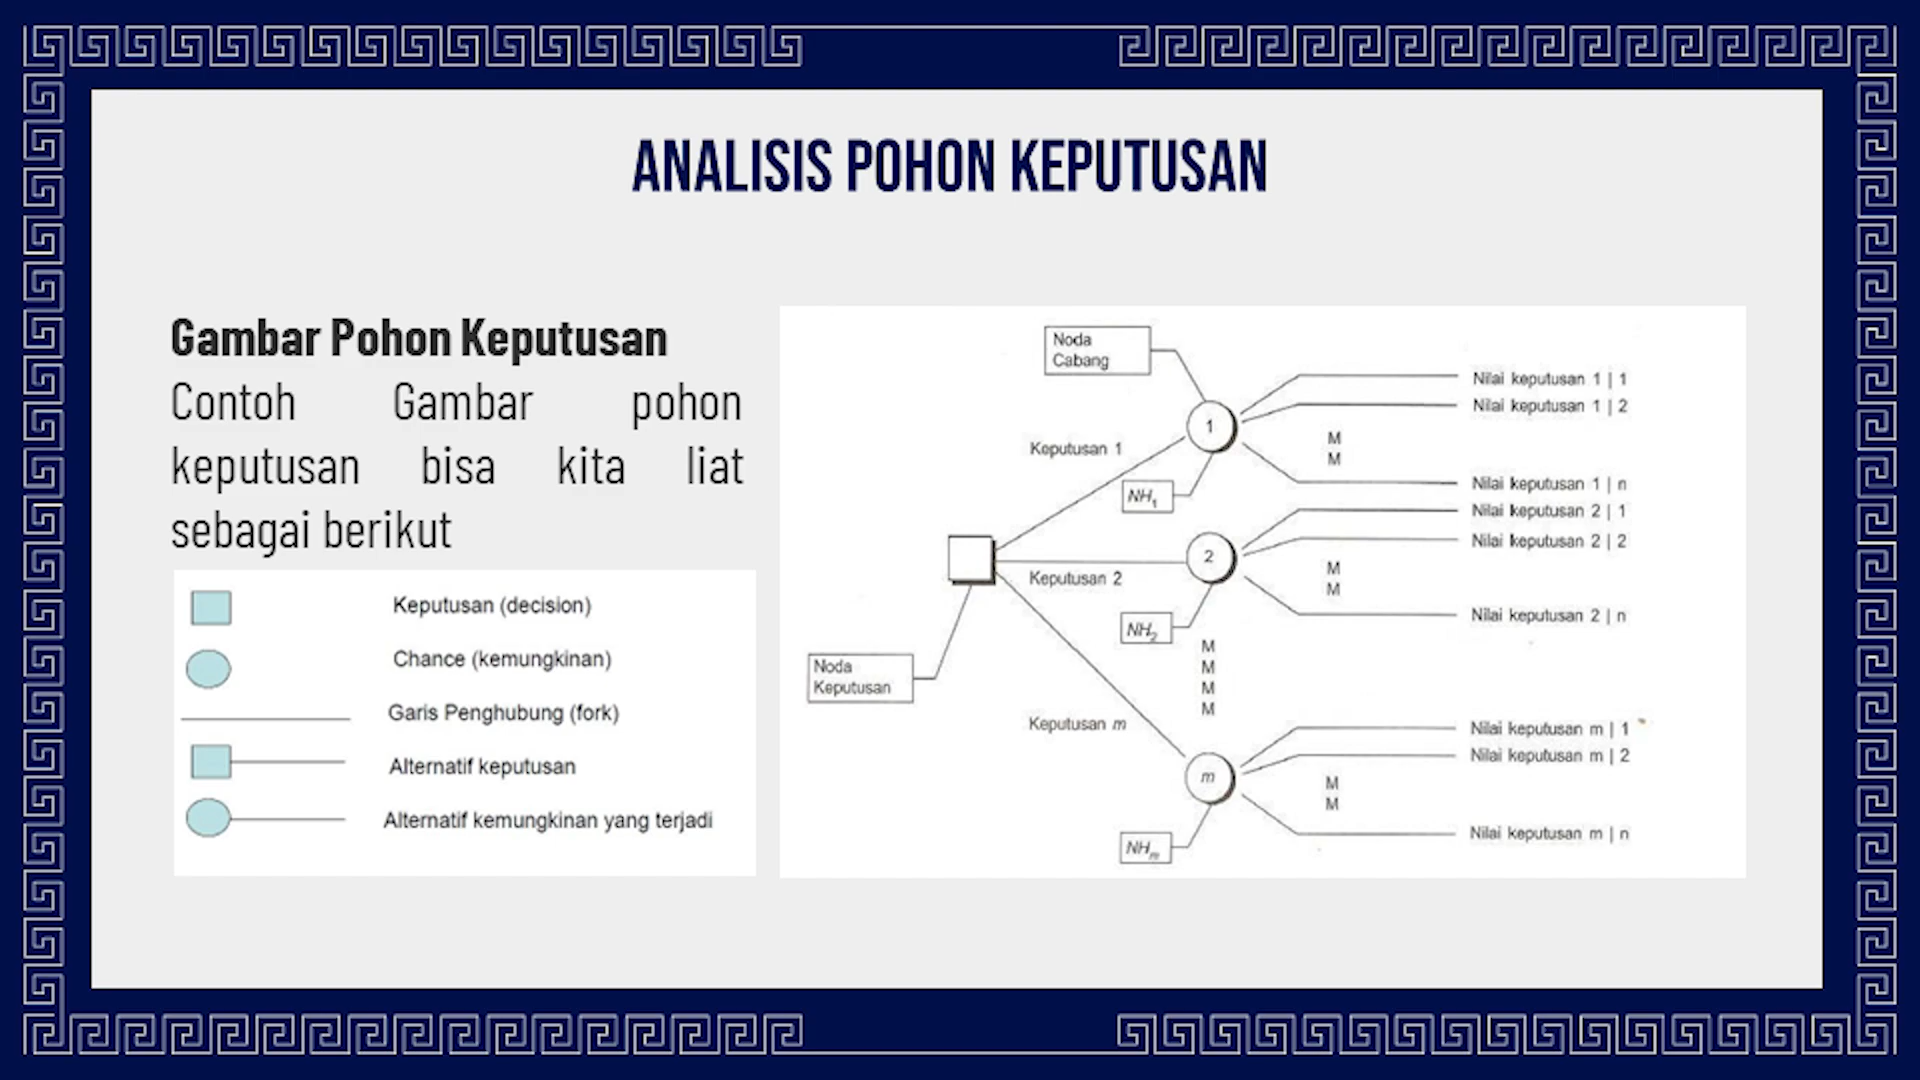 ANALISIS POHON KEPUTUSAN
Gambar Pohon Keputusan
Contoh Gambar pohon
keputusan bisa kita liat
sebagai berikut
Keputusan (decision)
Chance (kemungkinan)
Garis Penghubung (fork)
Alternatif keputusan
Alternatif kemungkinan yang terjadi
Noda
Cabang
Nilai keputusan 1 | 1
Nilai keputusan 1 | 2
1
M
M
Keputusan 1
Nilai keputusan 1 | n
NH1
Nilai keputusan 2 | 1
Nilai keputusan 2 | 2
2
M
M
Keputusan 2
Nilai keputusan 2 | n
NH2
M
M
M
M
Noda
Keputusan
Keputusan m
Nilai keputusan m | 1
Nilai keputusan m | 2
m
M
M
Nilai keputusan m | n
NHm